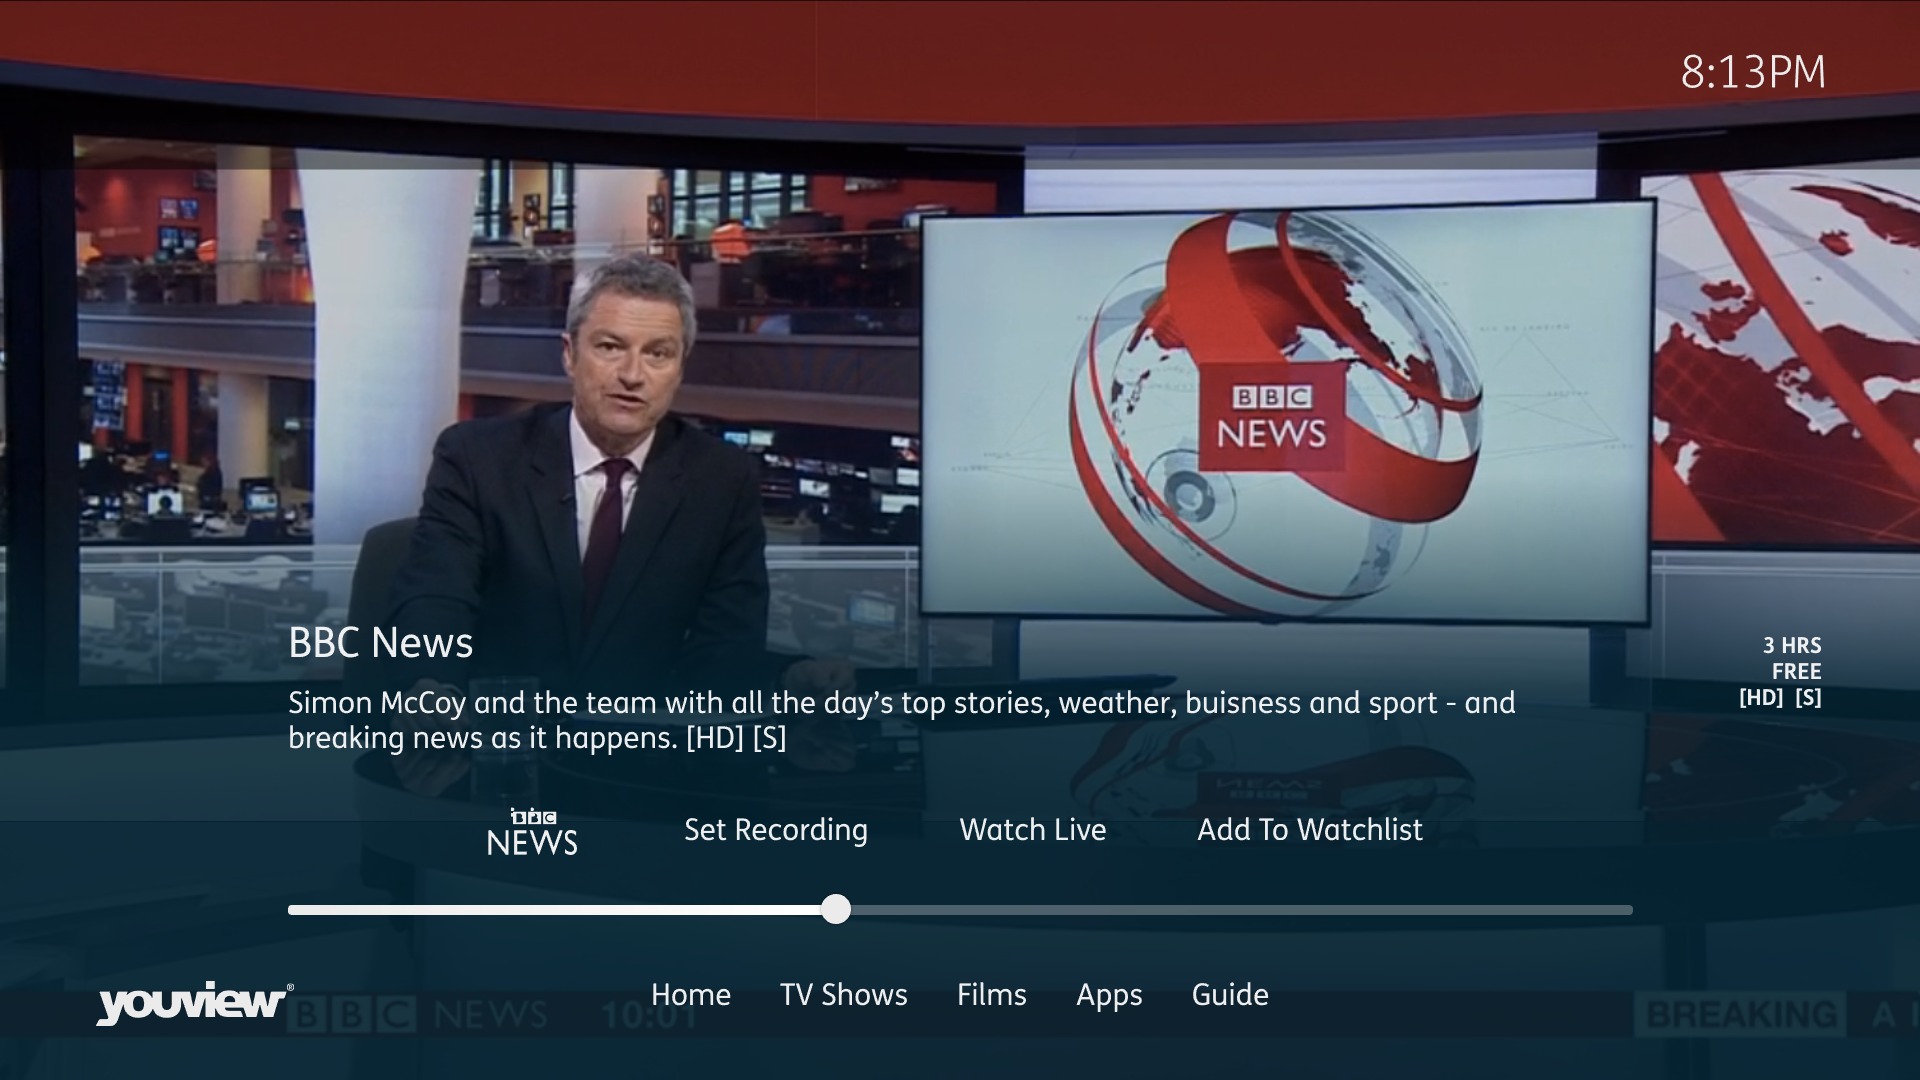 8:13PM
BBC
NEWS
BBC News
3 HRS
FREE
[HD] [S]
Simon McCoy and the team with all the day’s top stories, weather, buisness and sport - and
breaking news as it happens. [HD] [S]
BBC
NEWS
Set Recording
Watch Live
Add To Watchlist
youview®
Home
TV Shows
Films
Apps
Guide
BBC NEWS 10:01
BREAKING A